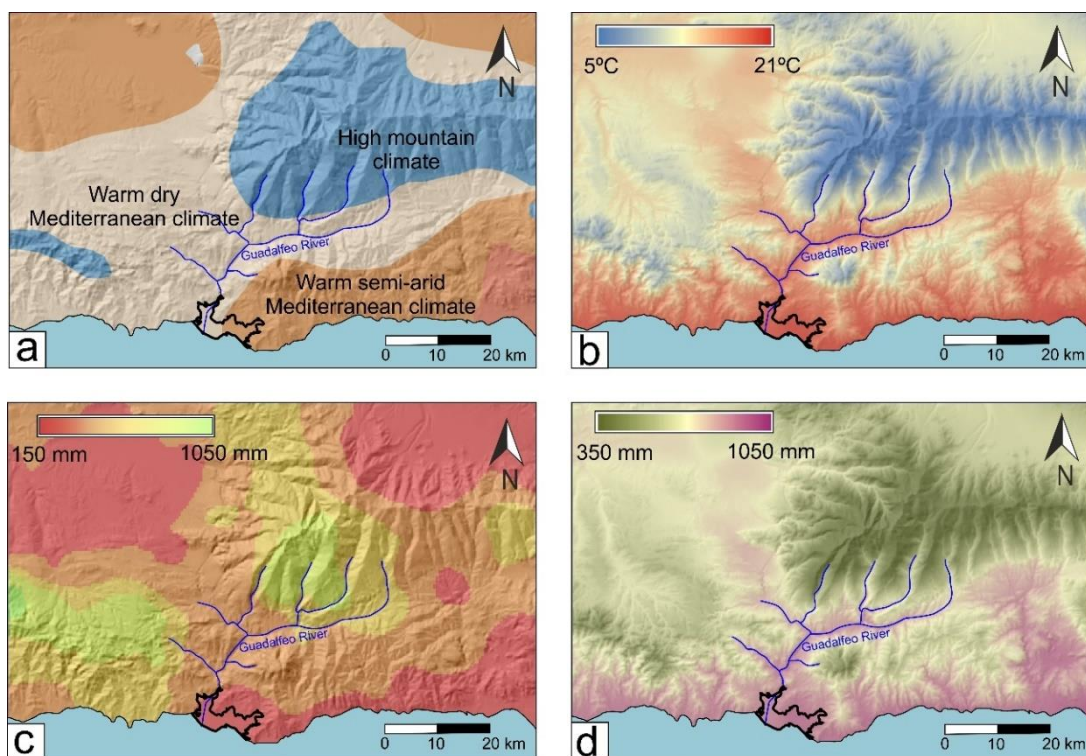 N
High mountain
climate
Warm dry
Mediterranean climate
Guadalfeo River
Warm semi-arid
Mediterranean climate
a
0 10 20 km
5ºC 21ºC
N
Guadalfeo River
b
0 10 20 km
150 mm 1050 mm
N
Guadalfeo River
c
0 10 20 km
350 mm 1050 mm
N
Guadalfeo River
d
0 10 20 km